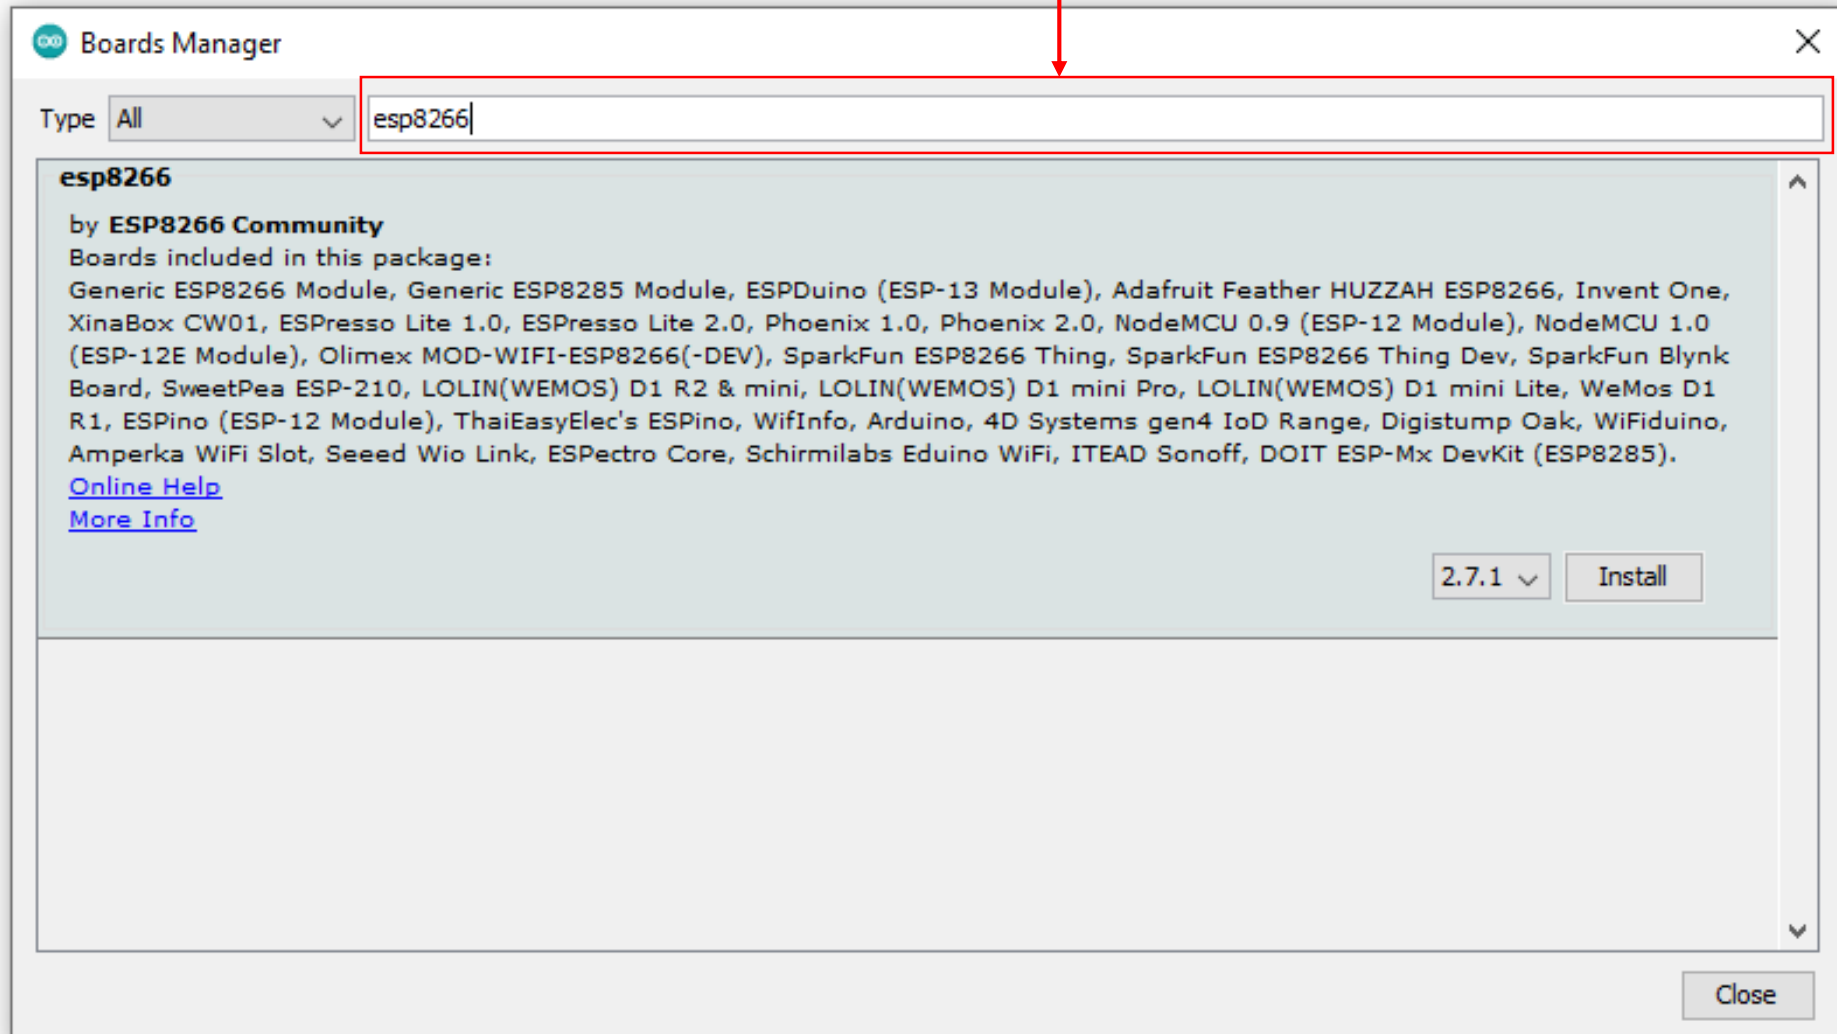 Boards Manager
Type All esp8266
esp8266
by ESP8266 Community
Boards included in this package:
Generic ESP8266 Module, Generic ESP8285 Module, ESPDuino (ESP-13 Module), Adafruit Feather HUZZAH ESP8266, Invent One,
XinaBox CW01, ESPresso Lite 1.0, ESPresso Lite 2.0, Phoenix 1.0, Phoenix 2.0, NodeMCU 0.9 (ESP-12 Module), NodeMCU 1.0
(ESP-12E Module), Olimex MOD-WIFI-ESP8266(-DEV), SparkFun ESP8266 Thing, SparkFun ESP8266 Thing Dev, SparkFun Blynk
Board, SweetPea ESP-210, LOLIN(WEMOS) D1 R2 & mini, LOLIN(WEMOS) D1 mini Pro, LOLIN(WEMOS) D1 mini Lite, WeMos D1
R1, ESPino (ESP-12 Module), ThaiEasyElec's ESPino, WifInfo, Arduino, 4D Systems gen4 IoD Range, Digistump Oak, WiFiduino,
Amperka WiFi Slot, Seeed Wio Link, ESPectro Core, Schirmilabs Eduino WiFi, ITEAD Sonoff, DOIT ESP-Mx DevKit (ESP8285).
Online Help
More Info
2.7.1 Install
Close